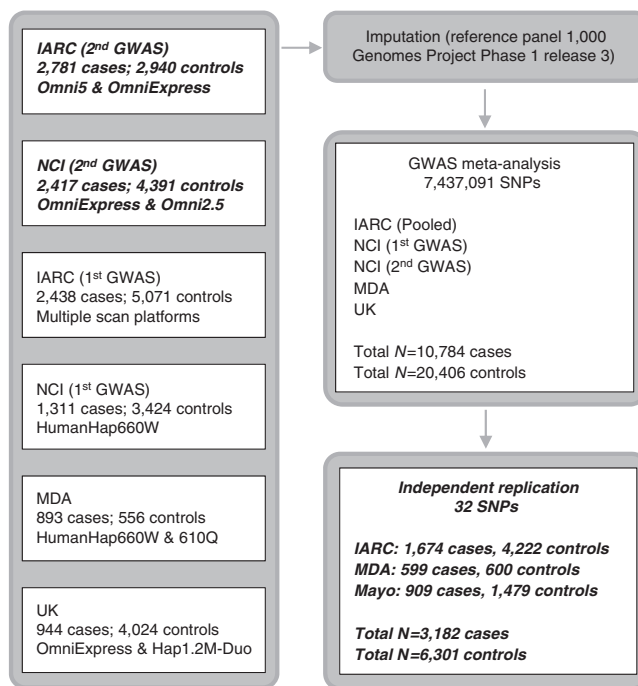 IARC (2nd GWAS)
2,781 cases; 2,940 controls
Omni5 & OmniExpress
NCI (2nd GWAS)
2,417 cases; 4,391 controls
OmniExpress & Omni2.5
IARC (1st GWAS)
2,438 cases; 5,071 controls
Multiple scan platforms
NCI (1st GWAS)
1,311 cases; 3,424 controls
HumanHap660W
MDA
893 cases; 556 controls
HumanHap660W & 610Q
UK
944 cases; 4,024 controls
OmniExpress & Hap1.2M-Duo
Imputation (reference panel 1,000
Genomes Project Phase 1 release 3)
GWAS meta-analysis
7,437,091 SNPs
IARC (Pooled)
NCI (1st GWAS)
NCI (2nd GWAS)
MDA
UK
Total N=10,784 cases
Total N=20,406 controls
Independent replication
32 SNPs
IARC: 1,674 cases, 4,222 controls
MDA: 599 cases, 600 controls
Mayo: 909 cases, 1,479 controls
Total N=3,182 cases
Total N=6,301 controls